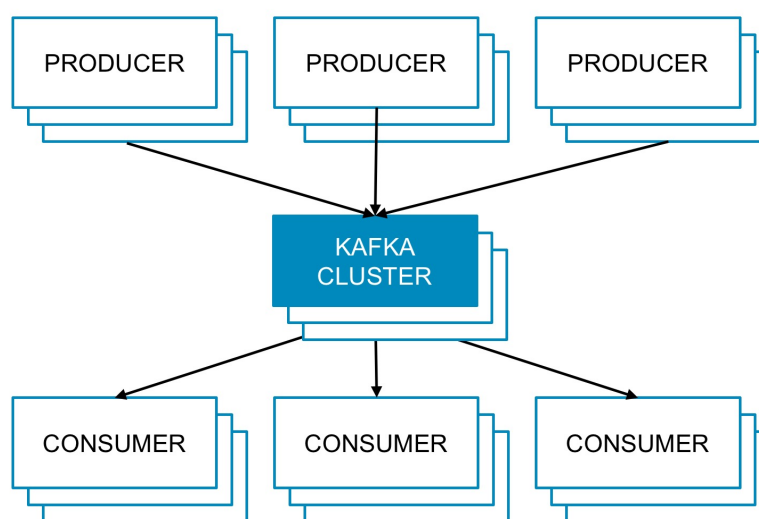 PRODUCER
PRODUCER
PRODUCER
KAFKA
CLUSTER
CONSUMER
CONSUMER
CONSUMER